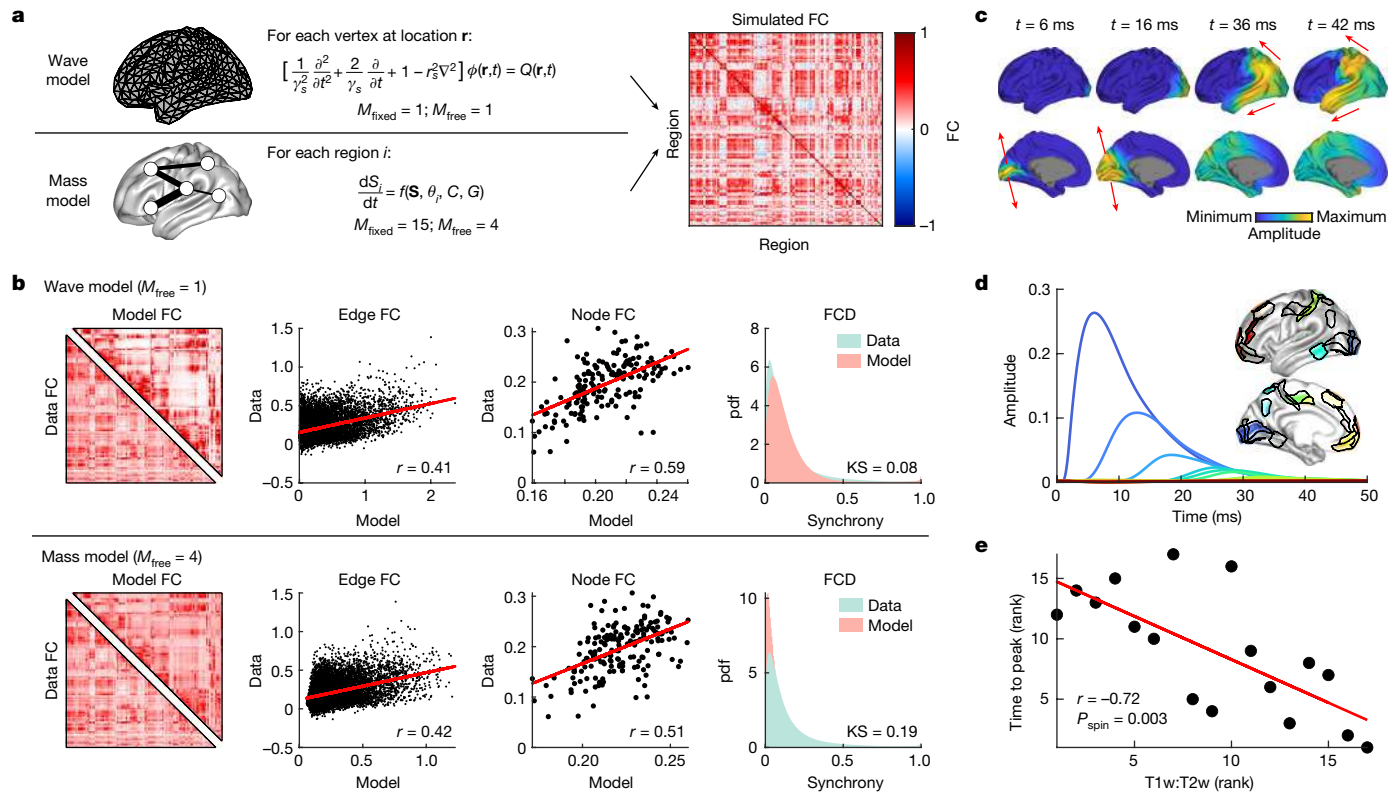 a
Wave model
For each vertex at location r:
[ 1/γs² ∂²/∂t² + 2/γs ∂/∂t + 1 – rs²∇² ] ϕ(r,t) = Q(r,t)
Mfixed = 1; Mfree = 1
Mass model
For each region i:
dSi/dt = f(S, θi, C, G)
Mfixed = 15; Mfree = 4
Simulated FC
Region
Region
1
0
–1
FC
c
t = 6 ms
t = 16 ms
t = 36 ms
t = 42 ms
Minimum
Maximum
Amplitude
b
Wave model (Mfree = 1)
Model FC
Data FC
Edge FC
Data
1.5
1.0
0.5
0
–0.5
0
1
2
r = 0.41
Model
Node FC
Data
0.3
0.2
0.1
0
0.16
0.20
0.24
r = 0.59
Model
FCD
Data
Model
pdf
8
6
4
2
0
0
0.5
1.0
KS = 0.08
Synchrony
Mass model (Mfree = 4)
Model FC
Data FC
Edge FC
Data
1.5
1.0
0.5
0
–0.5
0
0.5
1.0
r = 0.42
Model
Node FC
Data
0.3
0.2
0.1
0
0.20
0.25
r = 0.51
Model
FCD
Data
Model
pdf
10
5
0
0
0.5
1.0
KS = 0.19
Synchrony
d
Amplitude
0.3
0.2
0.1
0
0
10
20
30
40
50
Time (ms)
e
Time to peak (rank)
15
10
5
5
10
15
r = –0.72
Pspin = 0.003
T1w:T2w (rank)